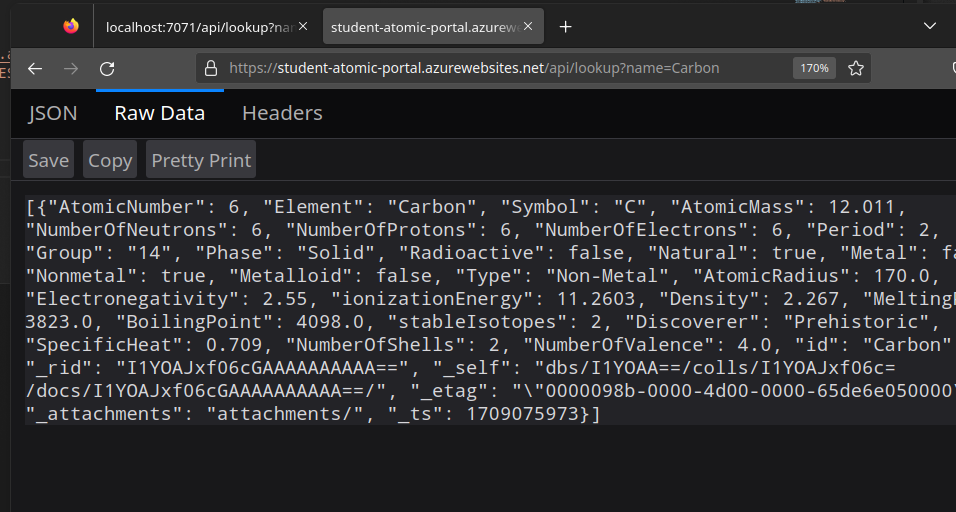 localhost:7071/api/lookup?nar
student-atomic-portal.azurewe
https://student-atomic-portal.azurewebsites.net/api/lookup?name=Carbon
170%
JSON Raw Data Headers
Save Copy Pretty Print
[{"AtomicNumber": 6, "Element": "Carbon", "Symbol": "C", "AtomicMass": 12.011,
"NumberOfNeutrons": 6, "NumberOfProtons": 6, "NumberOfElectrons": 6, "Period": 2,
"Group": "14", "Phase": "Solid", "Radioactive": false, "Natural": true, "Metal": fa
"Nonmetal": true, "Metalloid": false, "Type": "Non-Metal", "AtomicRadius": 170.0,
"Electronegativity": 2.55, "ionizationEnergy": 11.2603, "Density": 2.267, "Melting
3823.0, "BoilingPoint": 4098.0, "stableIsotopes": 2, "Discoverer": "Prehistoric",
"SpecificHeat": 0.709, "NumberOfShells": 2, "NumberOfValence": 4.0, "id": "Carbon"
"_rid": "I1YOAJxf06cGAAAAAAAAAA==", "_self": "dbs/I1YOAA==/colls/I1YOAJxf06c=
/docs/I1YOAJxf06cGAAAAAAAAAA==/", "_etag": "\"0000098b-0000-4d00-0000-65de6e050000\
"_attachments": "attachments/", "_ts": 1709075973}]